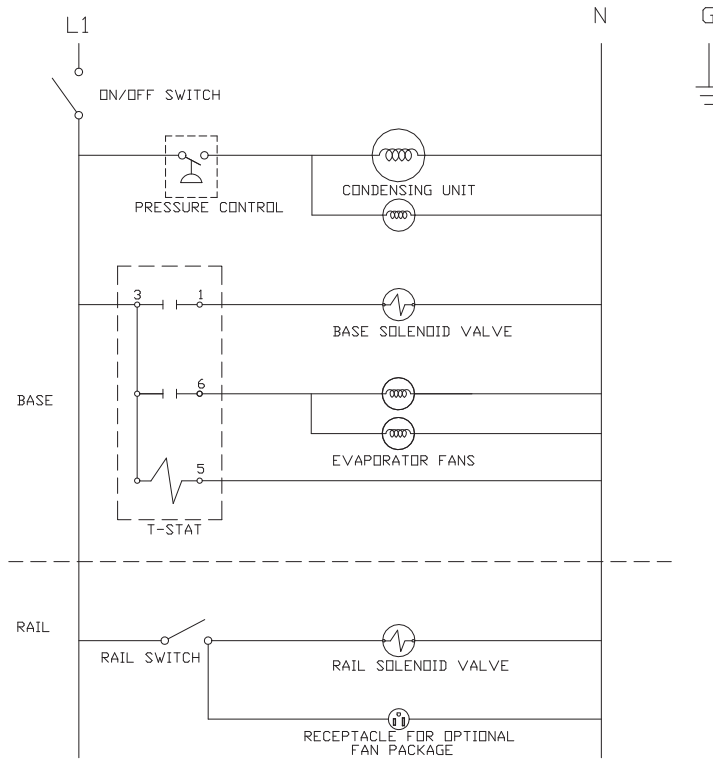 L1
N
G
ON/OFF SWITCH
PRESSURE CONTROL
CONDENSING UNIT
3
1
BASE SOLENOID VALVE
6
BASE
EVAPORATOR FANS
5
T-STAT
RAIL
RAIL SWITCH
RAIL SOLENOID VALVE
RECEPTACLE FOR OPTIONAL
FAN PACKAGE